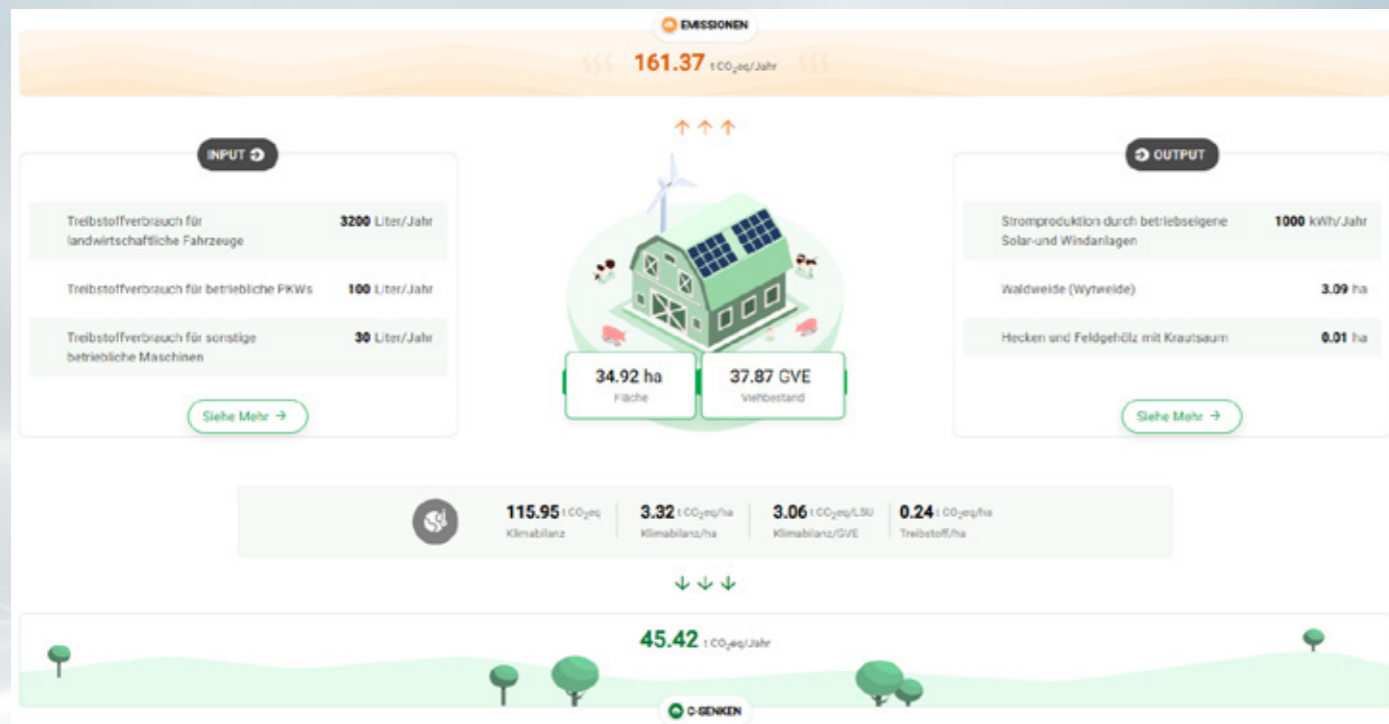 EMISSIONEN
161.37 t CO₂eq/Jahr
INPUT
Treibstoffverbrauch für
landwirtschaftliche Fahrzeuge
3200 Liter/Jahr
Treibstoffverbrauch für betriebliche PKWs
100 Liter/Jahr
Treibstoffverbrauch für sonstige
betriebliche Maschinen
30 Liter/Jahr
Siehe Mehr →
34.92 ha
Fläche
37.87 GVE
Viehbestand
OUTPUT
Stromproduktion durch betriebseigene
Solar-und Windanlagen
1000 kWh/Jahr
Waldweide (Wytweide)
3.09 ha
Hecken und Feldgehölz mit Krautsaum
0.01 ha
Siehe Mehr →
115.95 t CO₂eq
Klimabilanz
3.32 t CO₂eq/ha
Klimabilanz/ha
3.06 t CO₂eq/LSU
Klimabilanz/GVE
0.24 t CO₂eq/ha
Treibstoff/ha
45.42 t CO₂eq/Jahr
C-SENKEN